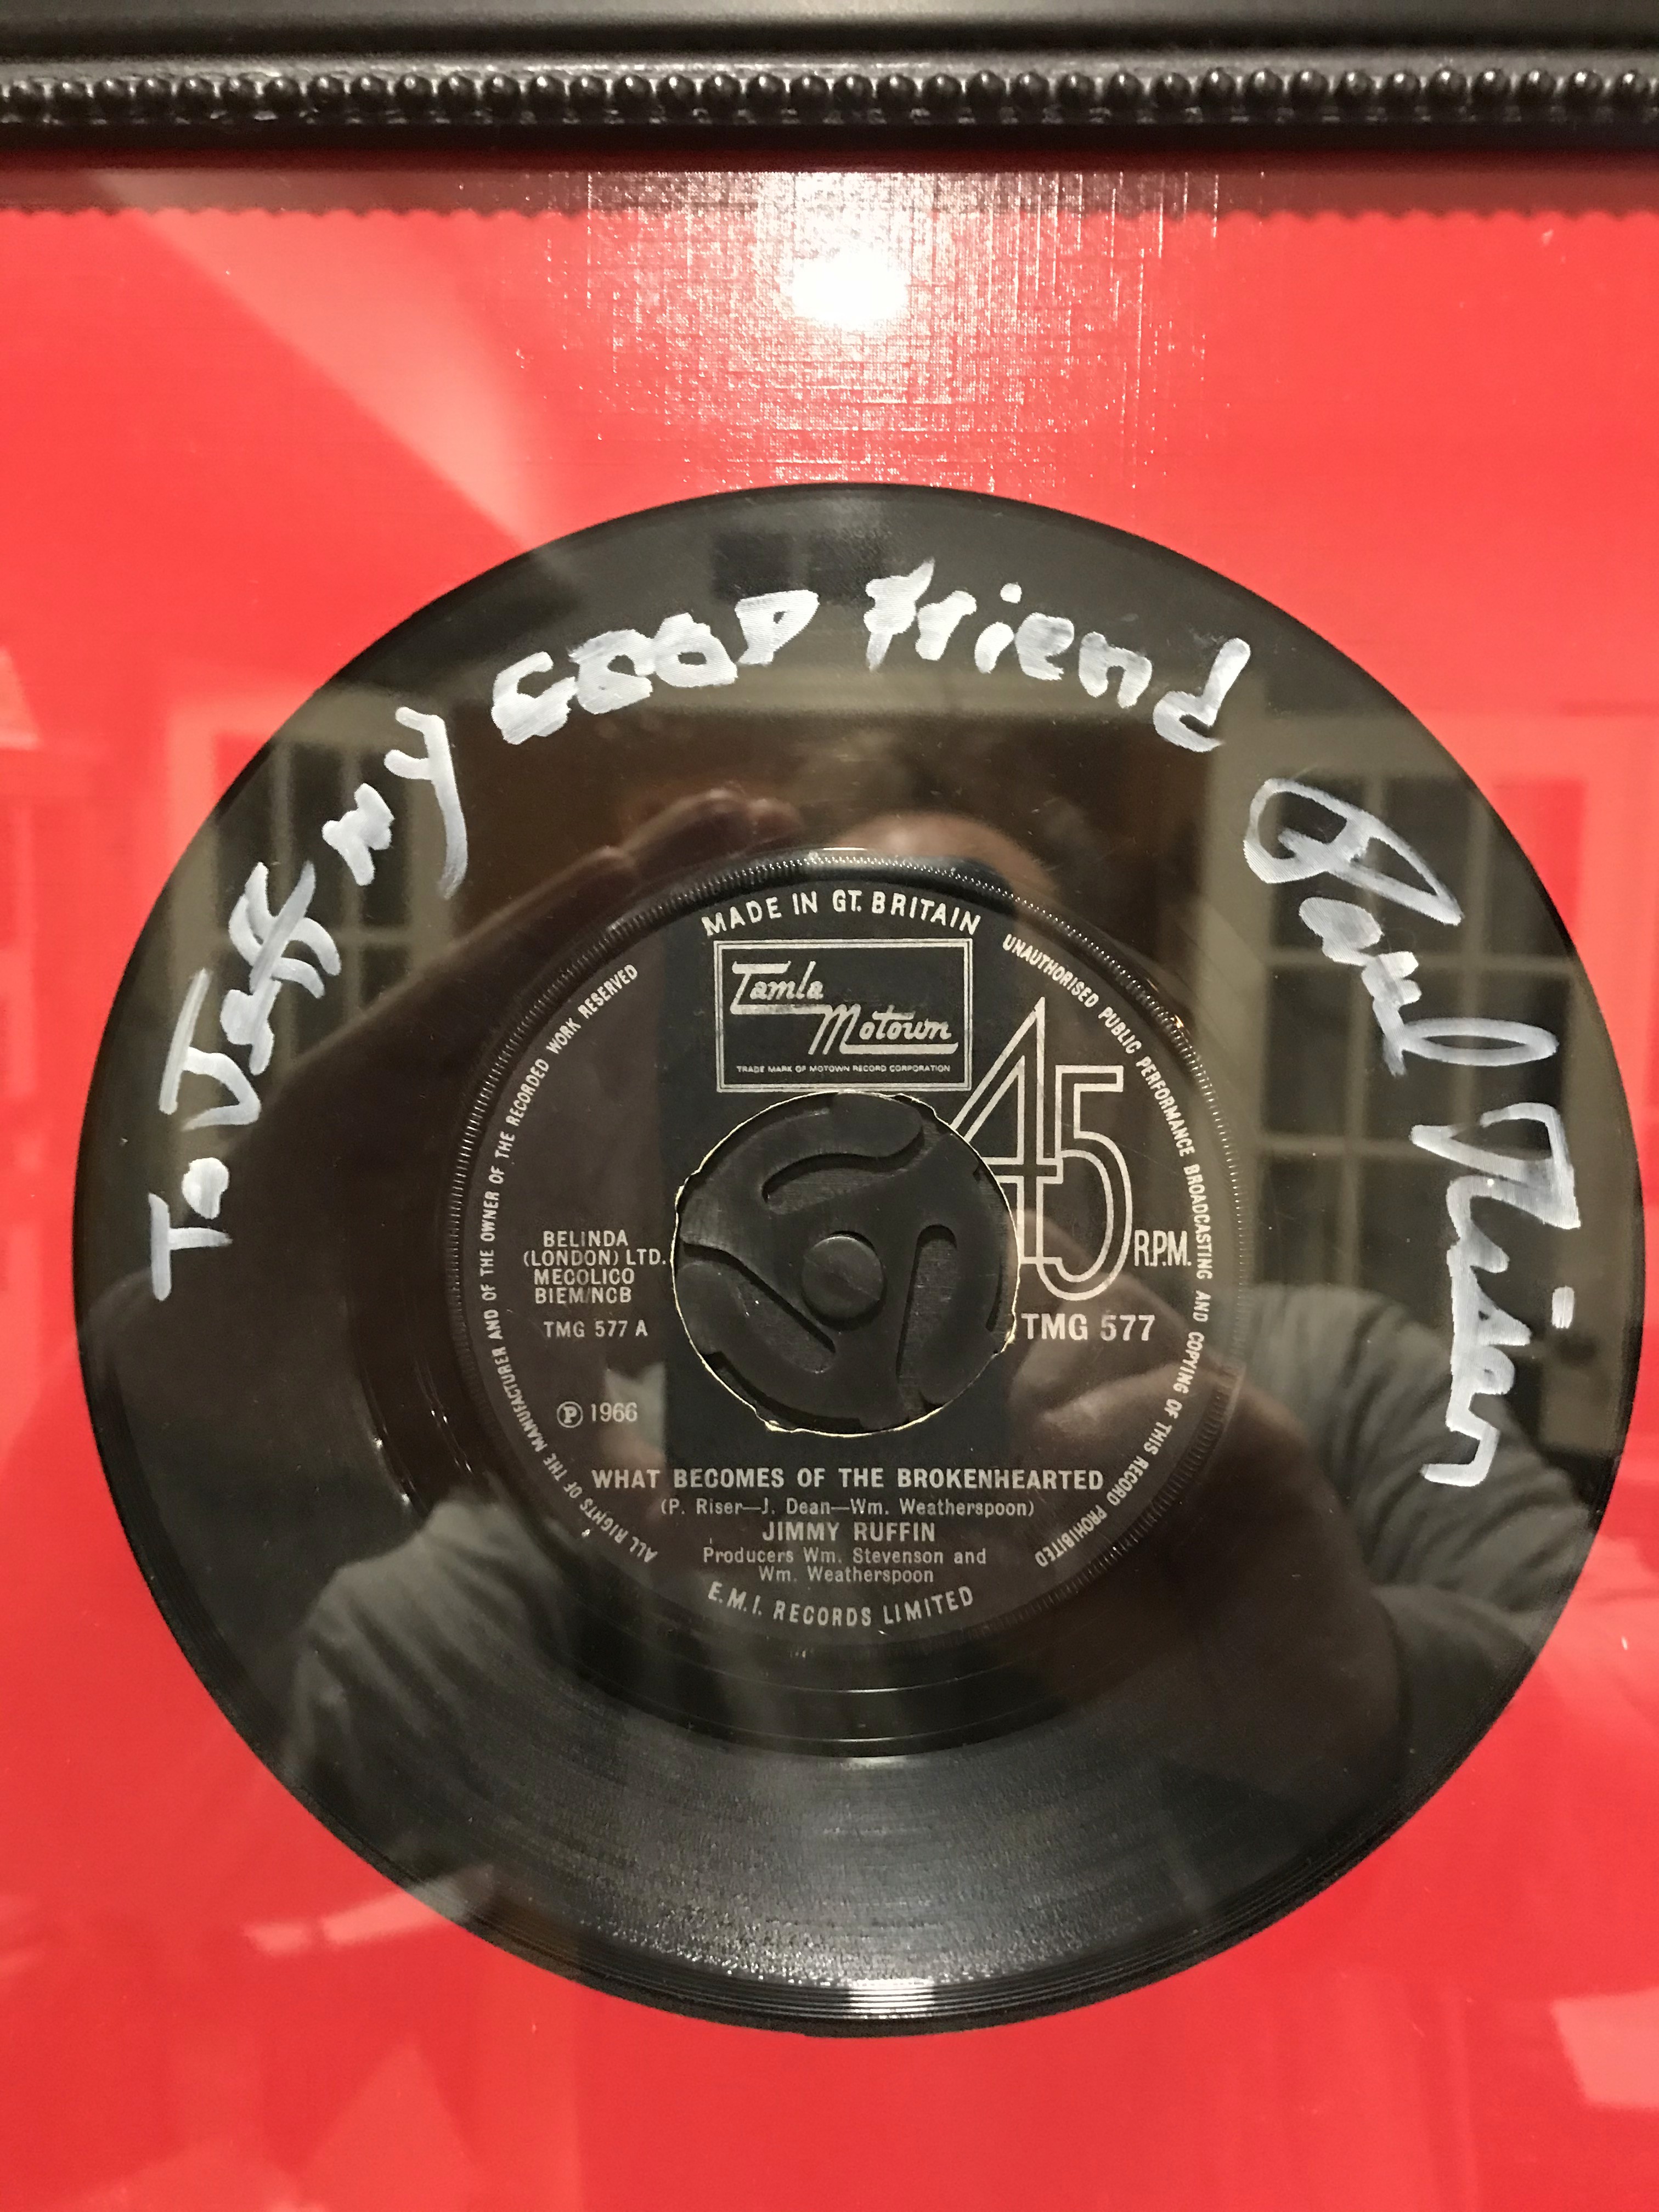 To Jeff my GOOD Friend
Paul Riser
MADE IN GT. BRITAIN
Tamla
Motown
TRADE MARK OF MOTOWN RECORD CORPORATION
UNAUTHORISED PUBLIC PERFORMANCE BROADCASTING AND COPYING OF THIS RECORD PROHIBITED
ALL RIGHTS OF THE MANUFACTURER AND OF THE OWNER OF THE RECORDED WORK RESERVED
45
R.P.M.
BELINDA
(LONDON) LTD.
MECOLICO
BIEM/NCB
TMG 577 A
TMG 577
℗ 1966
WHAT BECOMES OF THE BROKENHEARTED
(P. Riser—J. Dean—Wm. Weatherspoon)
JIMMY RUFFIN
Producers Wm. Stevenson and
Wm. Weatherspoon
E.M.I. RECORDS LIMITED